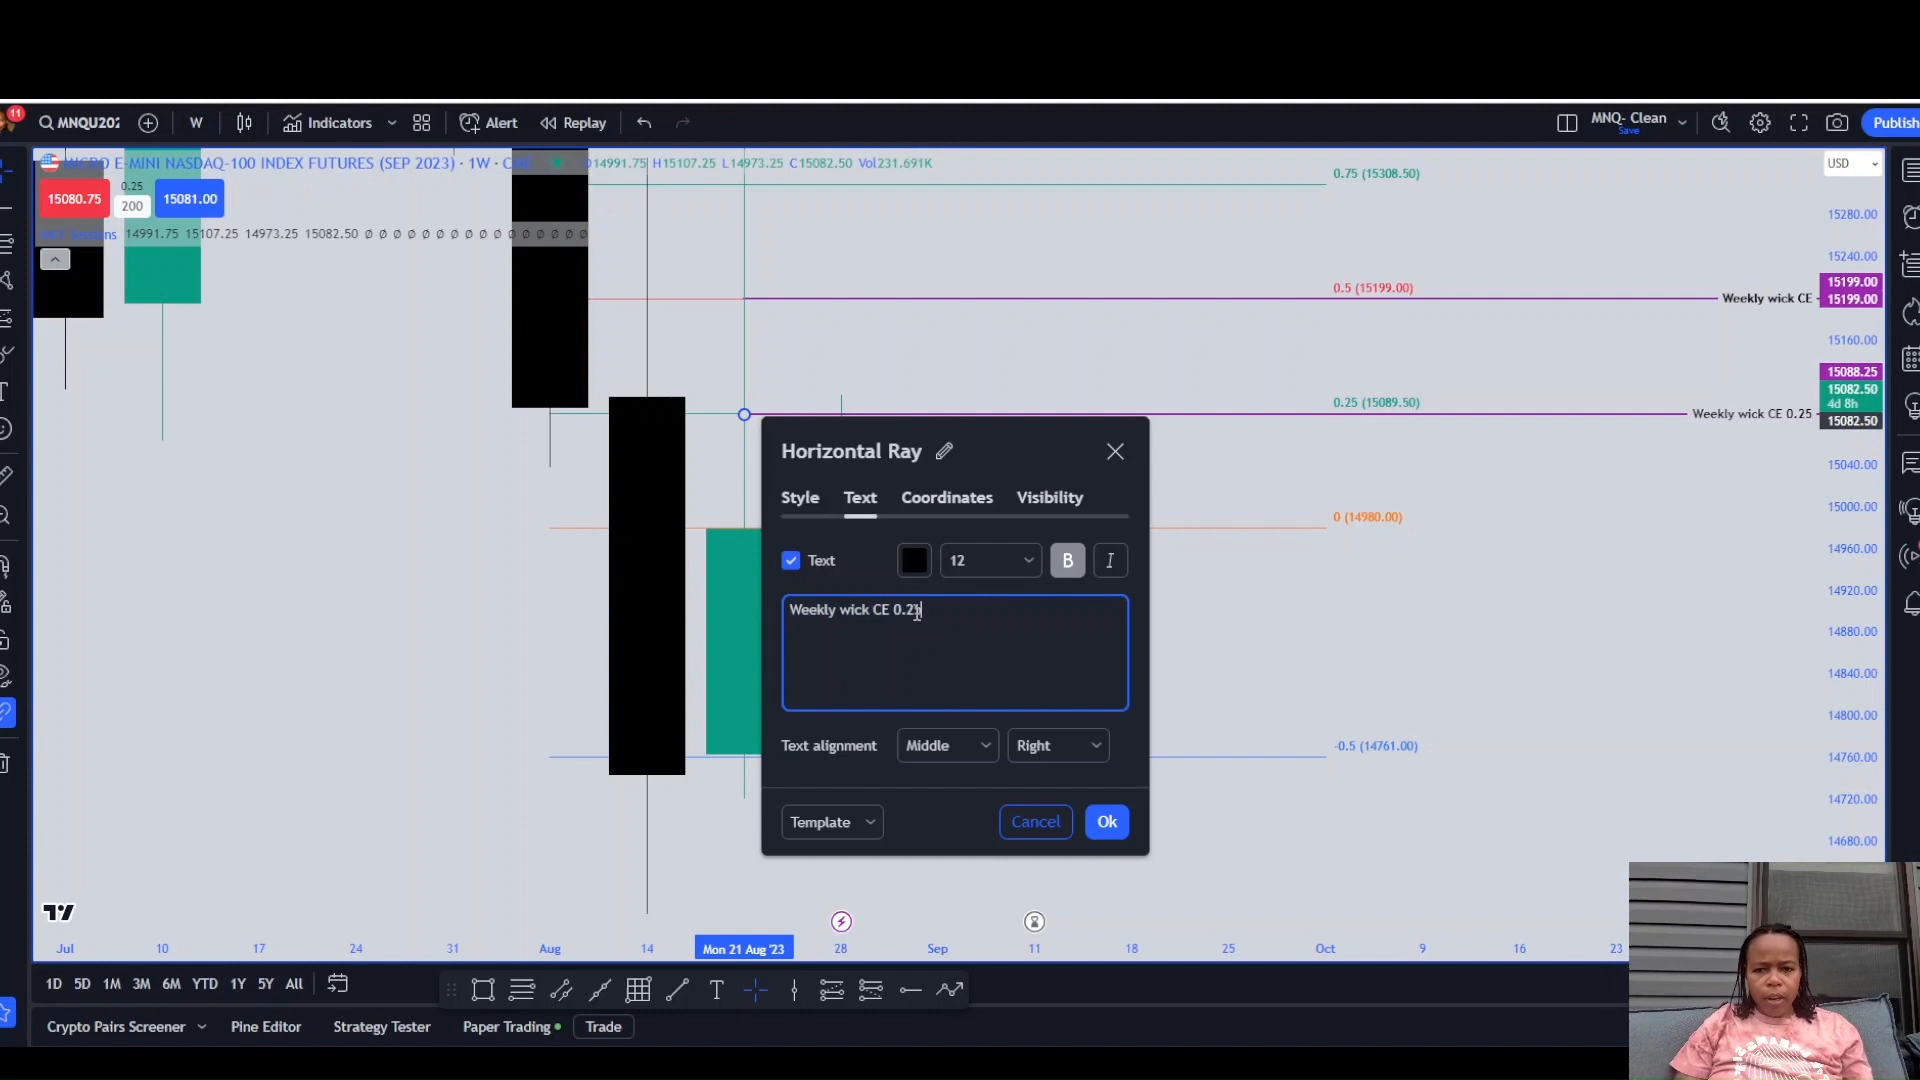 11
MNQU202 W Indicators Alert Replay MNQ- Clean Save Publish
MICRO E-MINI NASDAQ-100 INDEX FUTURES (SEP 2023) · 1W · 14991.75 H15107.25 L14973.25 C15082.50 Vol231.691K
USD
15080.75 0.25 200 15081.00
14991.75 15107.25 14973.25 15082.50 Ø Ø Ø Ø Ø Ø Ø Ø Ø Ø Ø Ø Ø Ø Ø Ø
0.75 (15308.50)
15280.00
15240.00
0.5 (15199.00)
15199.00
Weekly wick CE
15199.00
15160.00
15088.25
15082.50
0.25 (15089.50)
4d 8h
Weekly wick CE 0.25
15082.50
Horizontal Ray
15040.00
Style Text Coordinates Visibility
15000.00
0 (14980.00)
14960.00
Text 12 B I
14920.00
Weekly wick CE 0.25
14880.00
14840.00
14800.00
Text alignment Middle Right
-0.5 (14761.00)
14760.00
14720.00
Template Cancel Ok
14680.00
Jul 10 17 24 31 Aug 14 Mon 21 Aug '23 28 Sep 11 18 25 Oct 9 16 23
1D 5D 1M 3M 6M YTD 1Y 5Y All
Crypto Pairs Screener Pine Editor Strategy Tester Paper Trading Trade